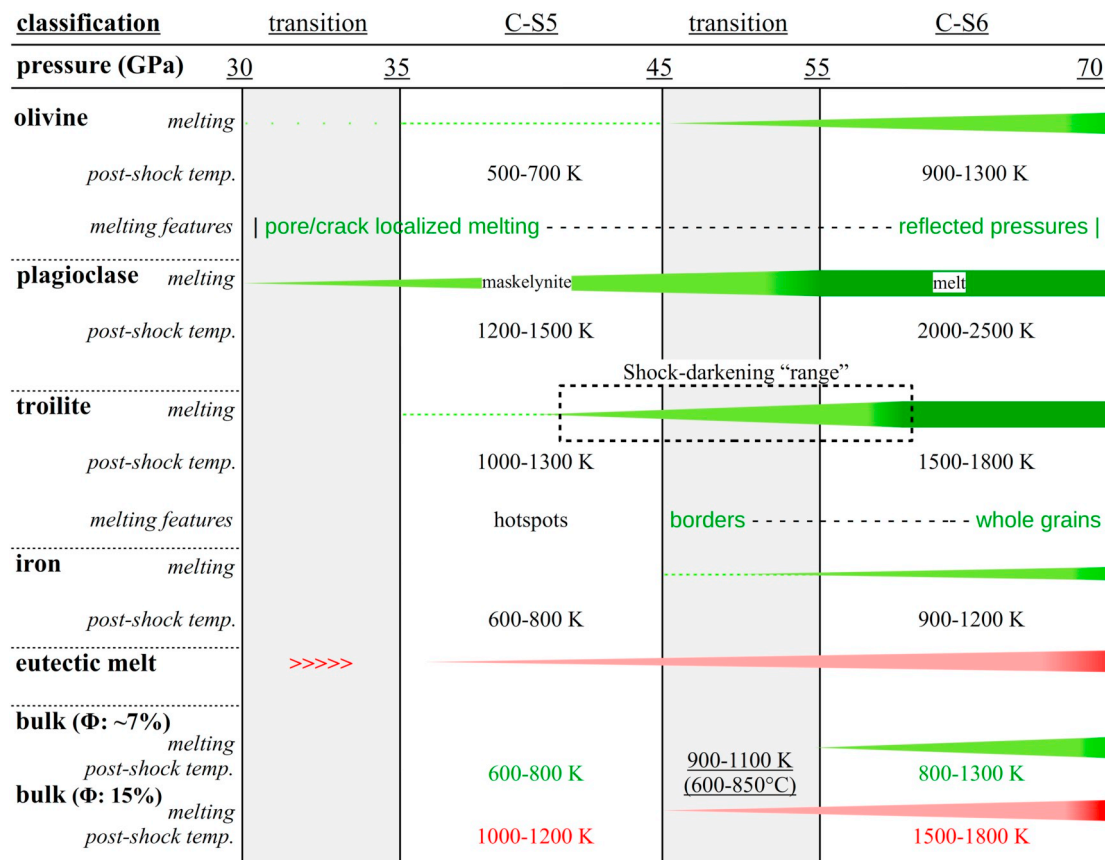 classification transition C-S5 transition C-S6
pressure (GPa) 30 35 45 55 70
olivine melting
post-shock temp. 500-700 K 900-1300 K
melting features | pore/crack localized melting - - - - - - - - - - - - - - - - - - - - - - - - reflected pressures |
plagioclase melting maskelynite melt
post-shock temp. 1200-1500 K 2000-2500 K
Shock-darkening “range”
troilite melting
post-shock temp. 1000-1300 K 1500-1800 K
melting features hotspots borders - - - - - - - - - - - - - - - whole grains
iron melting
post-shock temp. 600-800 K 900-1200 K
eutectic melt >>>>>
bulk (Φ: ~7%)
melting
post-shock temp. 600-800 K 900-1100 K 800-1300 K
(600-850°C)
bulk (Φ: 15%)
melting
post-shock temp. 1000-1200 K 1500-1800 K